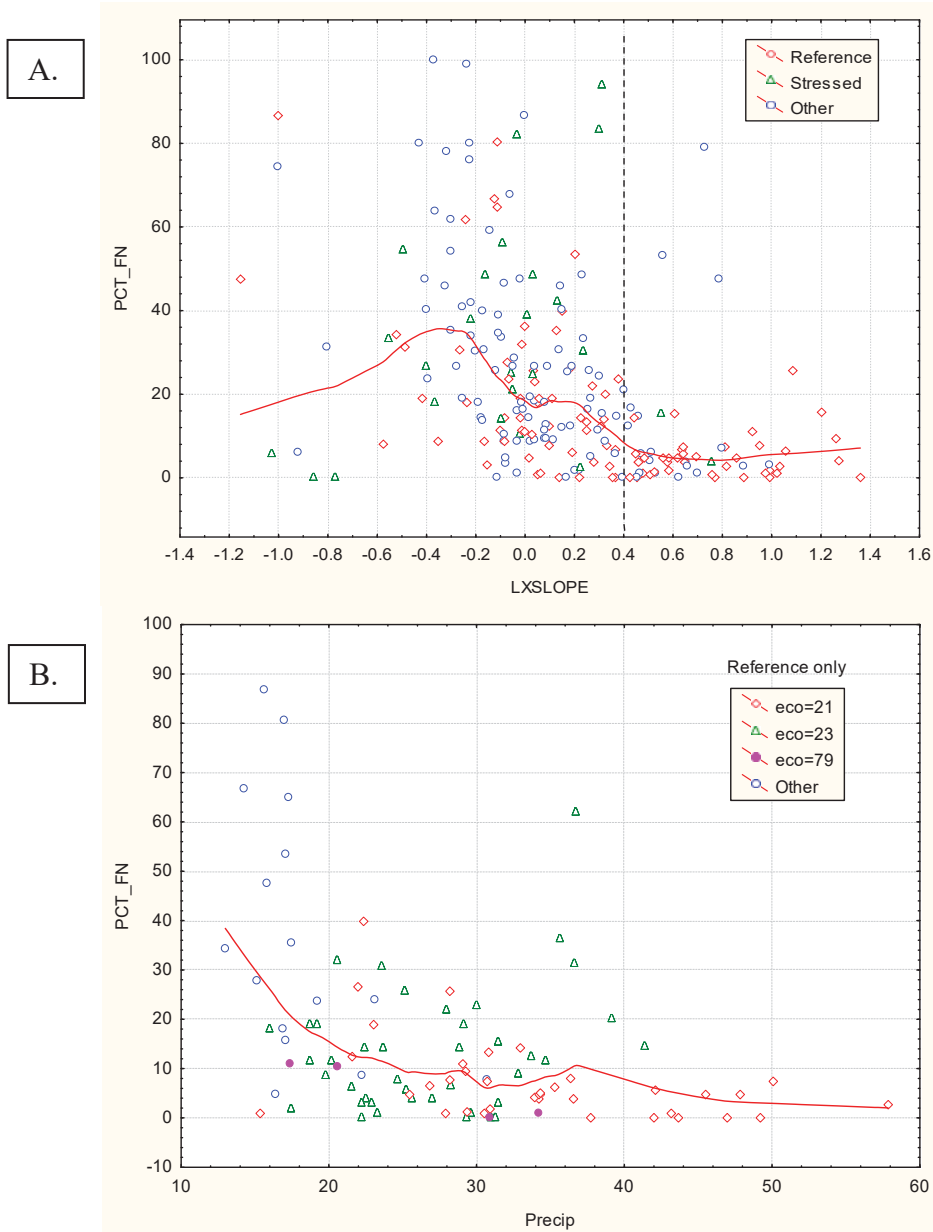 A.
Reference
Stressed
Other
100
80
60
40
20
0
PCT_FN
-1.4 -1.2 -1.0 -0.8 -0.6 -0.4 -0.2 0.0 0.2 0.4 0.6 0.8 1.0 1.2 1.4 1.6
LXSLOPE
B.
Reference only
eco=21
eco=23
eco=79
Other
100
90
80
70
60
50
40
30
20
10
0
-10
PCT_FN
10 20 30 40 50 60
Precip